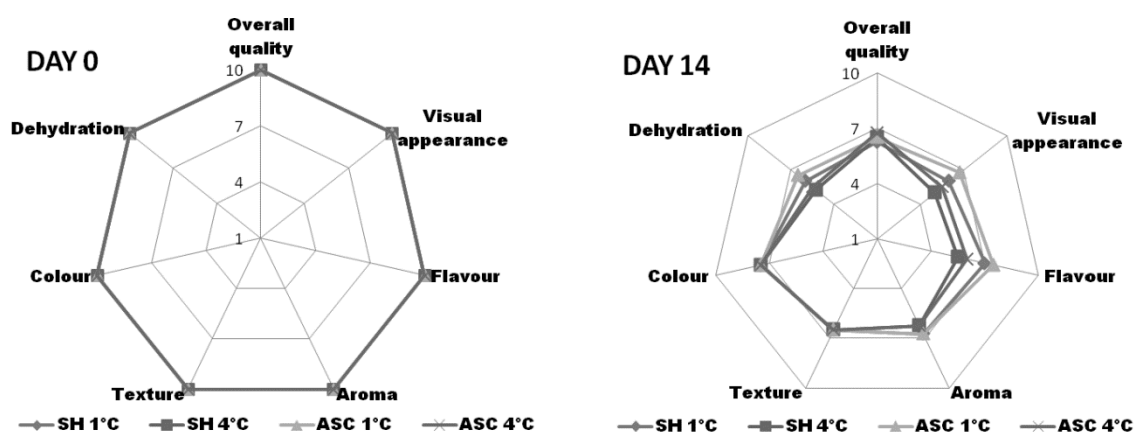 Overall
quality
DAY 0
10
Dehydration
Visual
appearance
7
4
1
Colour
Flavour
Texture
Aroma
SH 1°C SH 4°C ASC 1°C ASC 4°C
Overall
quality
DAY 14
10
Dehydration
Visual
appearance
7
4
1
Colour
Flavour
Texture
Aroma
SH 1°C SH 4°C ASC 1°C ASC 4°C